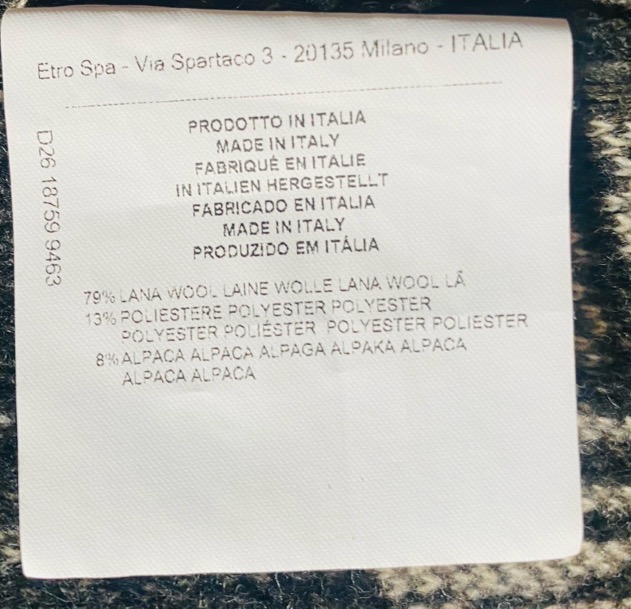 Etro Spa - Via Spartaco 3 - 20135 Milano - ITALIA
PRODOTTO IN ITALIA
MADE IN ITALY
FABRIQUÉ EN ITALIE
IN ITALIEN HERGESTELLT
FABRICADO EN ITALIA
MADE IN ITALY
PRODUZIDO EM ITÁLIA
D26 18759 9463
79% LANA WOOL LAINE WOLLE LANA WOOL LÃ
13% POLIESTERE POLYESTER POLYESTER
POLYESTER POLIÉSTER POLYESTER POLIESTER
8% ALPACA ALPACA ALPAGA ALPAKA ALPACA
ALPACA ALPACA